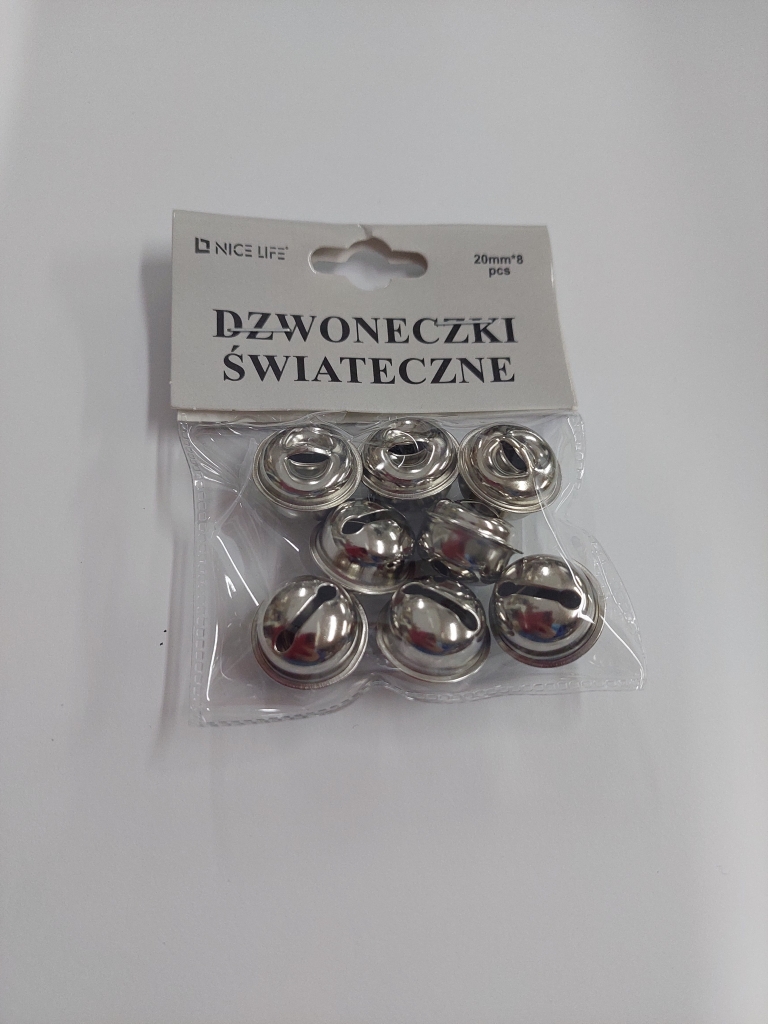 NICE LIFE
20mm*8
pcs
DZWONECZKI
ŚWIATECZNE